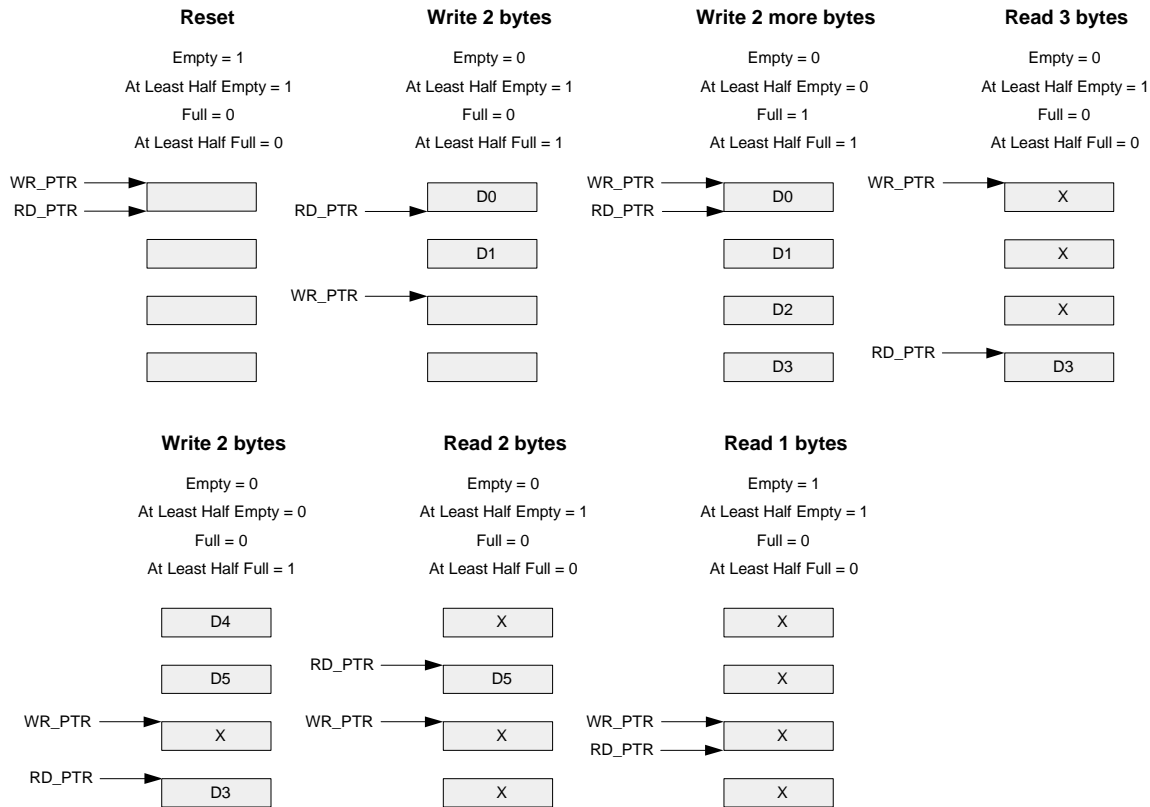 Reset
Empty = 1
At Least Half Empty = 1
Full = 0
At Least Half Full = 0
WR_PTR
RD_PTR
Write 2 bytes
Empty = 0
At Least Half Empty = 1
Full = 0
At Least Half Full = 1
D0
RD_PTR
D1
WR_PTR
Write 2 more bytes
Empty = 0
At Least Half Empty = 0
Full = 1
At Least Half Full = 1
WR_PTR
D0
RD_PTR
D1
D2
D3
Read 3 bytes
Empty = 0
At Least Half Empty = 1
Full = 0
At Least Half Full = 0
WR_PTR
X
X
X
RD_PTR
D3
Write 2 bytes
Empty = 0
At Least Half Empty = 0
Full = 0
At Least Half Full = 1
D4
D5
WR_PTR
X
RD_PTR
D3
Read 2 bytes
Empty = 0
At Least Half Empty = 1
Full = 0
At Least Half Full = 0
X
RD_PTR
D5
WR_PTR
X
X
Read 1 bytes
Empty = 1
At Least Half Empty = 1
Full = 0
At Least Half Full = 0
X
X
WR_PTR
X
RD_PTR
X